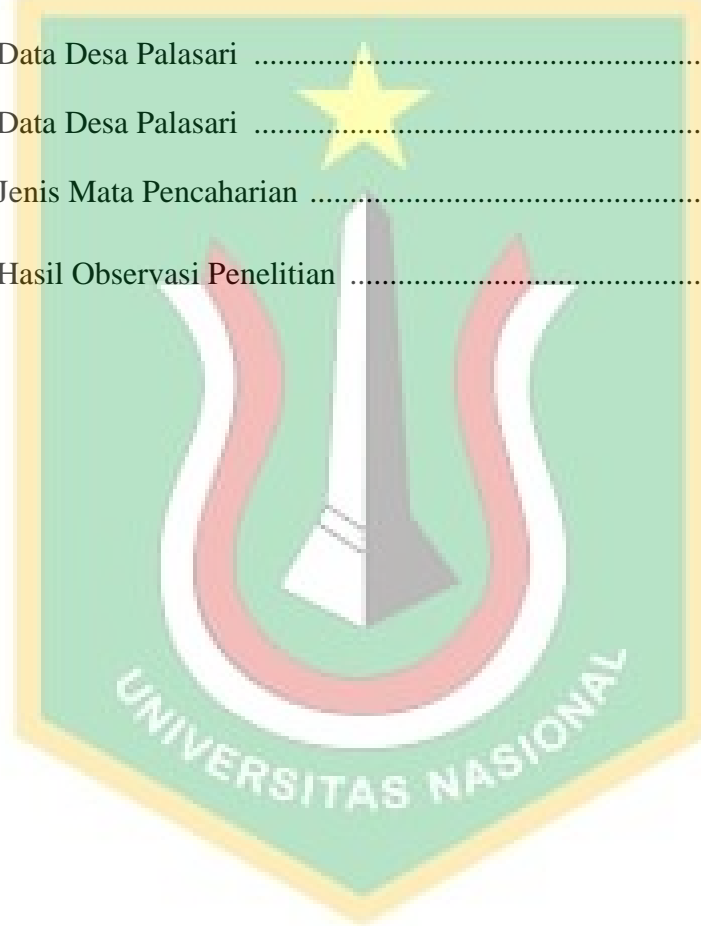 Data Desa Palasari ................................................
Data Desa Palasari ................................................
Jenis Mata Pencaharian ..........................................
Hasil Observasi Penelitian ......................................
UNIVERSITAS NASIONAL